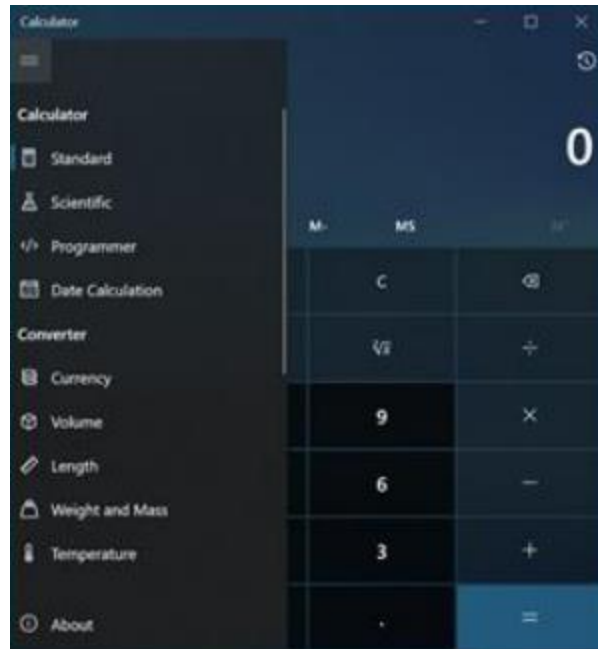 Calculator
Calculator
0
Standard
Scientific
M- MS
Programmer
Date Calculation
C
Converter
Currency
÷
Volume
9 ×
Length
6 −
Weight and Mass
Temperature
3 +
About
. =